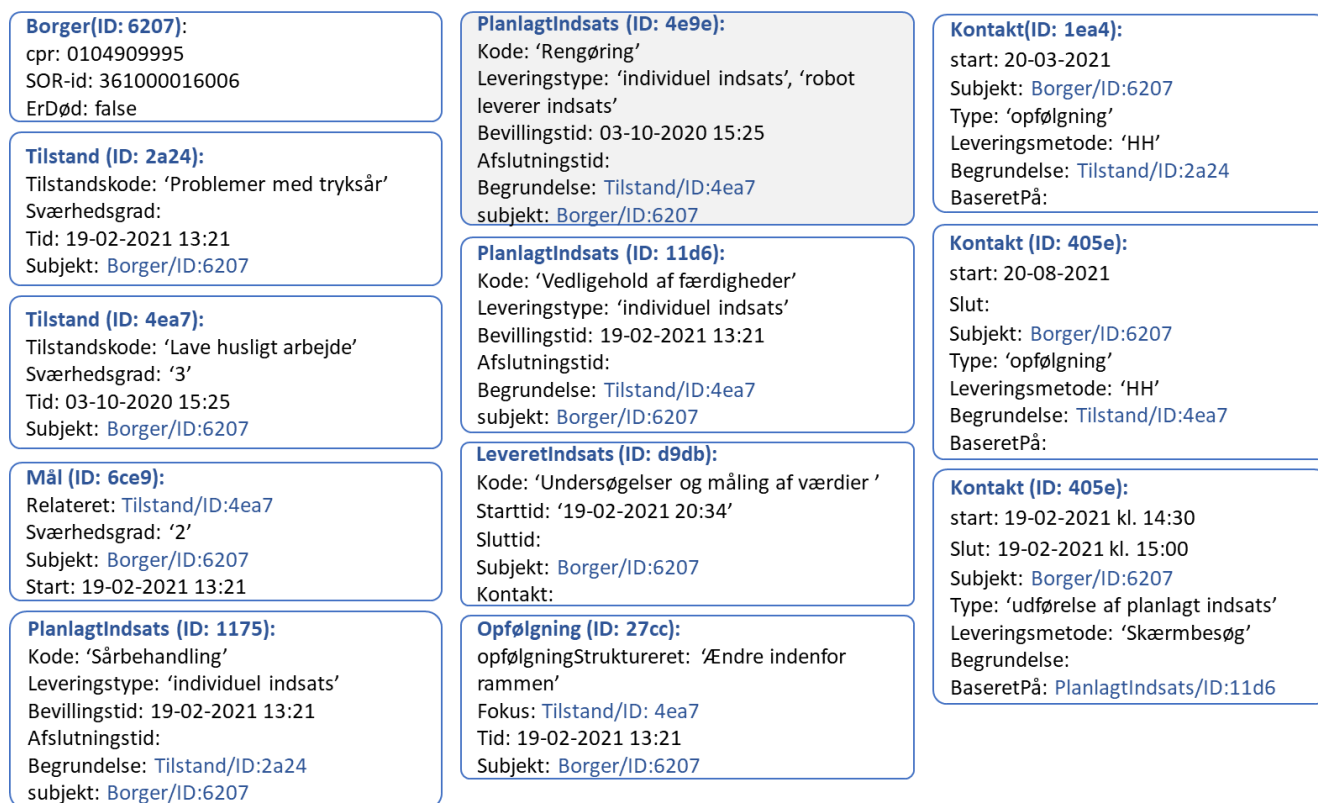 Borger(ID: 6207):
cpr: 0104909995
SOR-id: 361000016006
ErDød: false
Tilstand (ID: 2a24):
Tilstandskode: ‘Problemer med tryksår’
Sværhedsgrad:
Tid: 19-02-2021 13:21
Subjekt: Borger/ID:6207
Tilstand (ID: 4ea7):
Tilstandskode: ‘Lave husligt arbejde’
Sværhedsgrad: ‘3’
Tid: 03-10-2020 15:25
Subjekt: Borger/ID:6207
Mål (ID: 6ce9):
Relateret: Tilstand/ID:4ea7
Sværhedsgrad: ‘2’
Subjekt: Borger/ID:6207
Start: 19-02-2021 13:21
PlanlagtIndsats (ID: 1175):
Kode: ‘Sårbehandling’
Leveringstype: ‘individuel indsats’
Bevillingstid: 19-02-2021 13:21
Afslutningstid:
Begrundelse: Tilstand/ID:2a24
subjekt: Borger/ID:6207
PlanlagtIndsats (ID: 4e9e):
Kode: ‘Rengøring’
Leveringstype: ‘individuel indsats’, ‘robot
leverer indsats’
Bevillingstid: 03-10-2020 15:25
Afslutningstid:
Begrundelse: Tilstand/ID:4ea7
subjekt: Borger/ID:6207
PlanlagtIndsats (ID: 11d6):
Kode: ‘Vedligehold af færdigheder’
Leveringstype: ‘individuel indsats’
Bevillingstid: 19-02-2021 13:21
Afslutningstid:
Begrundelse: Tilstand/ID:4ea7
subjekt: Borger/ID:6207
LeveretIndsats (ID: d9db):
Kode: ‘Undersøgelser og måling af værdier ’
Starttid: ‘19-02-2021 20:34’
Sluttid:
Subjekt: Borger/ID:6207
Kontakt:
Opfølgning (ID: 27cc):
opfølgningStruktureret: ‘Ændre indenfor
rammen’
Fokus: Tilstand/ID: 4ea7
Tid: 19-02-2021 13:21
Subjekt: Borger/ID:6207
Kontakt(ID: 1ea4):
start: 20-03-2021
Subjekt: Borger/ID:6207
Type: ‘opfølgning’
Leveringsmetode: ‘HH’
Begrundelse: Tilstand/ID:2a24
BaseretPå:
Kontakt (ID: 405e):
start: 20-08-2021
Slut:
Subjekt: Borger/ID:6207
Type: ‘opfølgning’
Leveringsmetode: ‘HH’
Begrundelse: Tilstand/ID:4ea7
BaseretPå:
Kontakt (ID: 405e):
start: 19-02-2021 kl. 14:30
Slut: 19-02-2021 kl. 15:00
Subjekt: Borger/ID:6207
Type: ‘udførelse af planlagt indsats’
Leveringsmetode: ‘Skærmbesøg’
Begrundelse:
BaseretPå: PlanlagtIndsats/ID:11d6